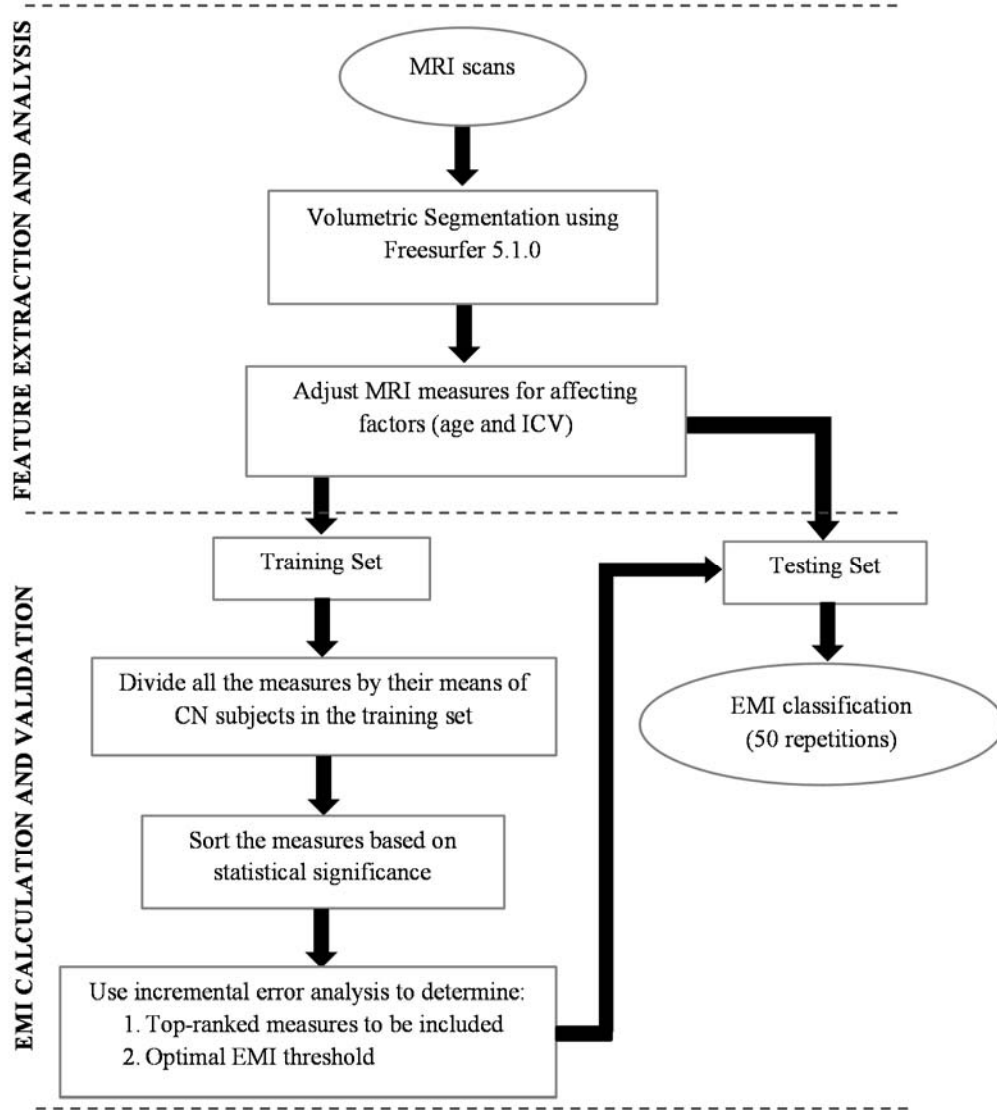 FEATURE EXTRACTION AND ANALYSIS
MRI scans
Volumetric Segmentation using
Freesurfer 5.1.0
Adjust MRI measures for affecting
factors (age and ICV)
EMI CALCULATION AND VALIDATION
Training Set
Divide all the measures by their means of
CN subjects in the training set
Sort the measures based on
statistical significance
Use incremental error analysis to determine:
1. Top-ranked measures to be included
2. Optimal EMI threshold
Testing Set
EMI classification
(50 repetitions)